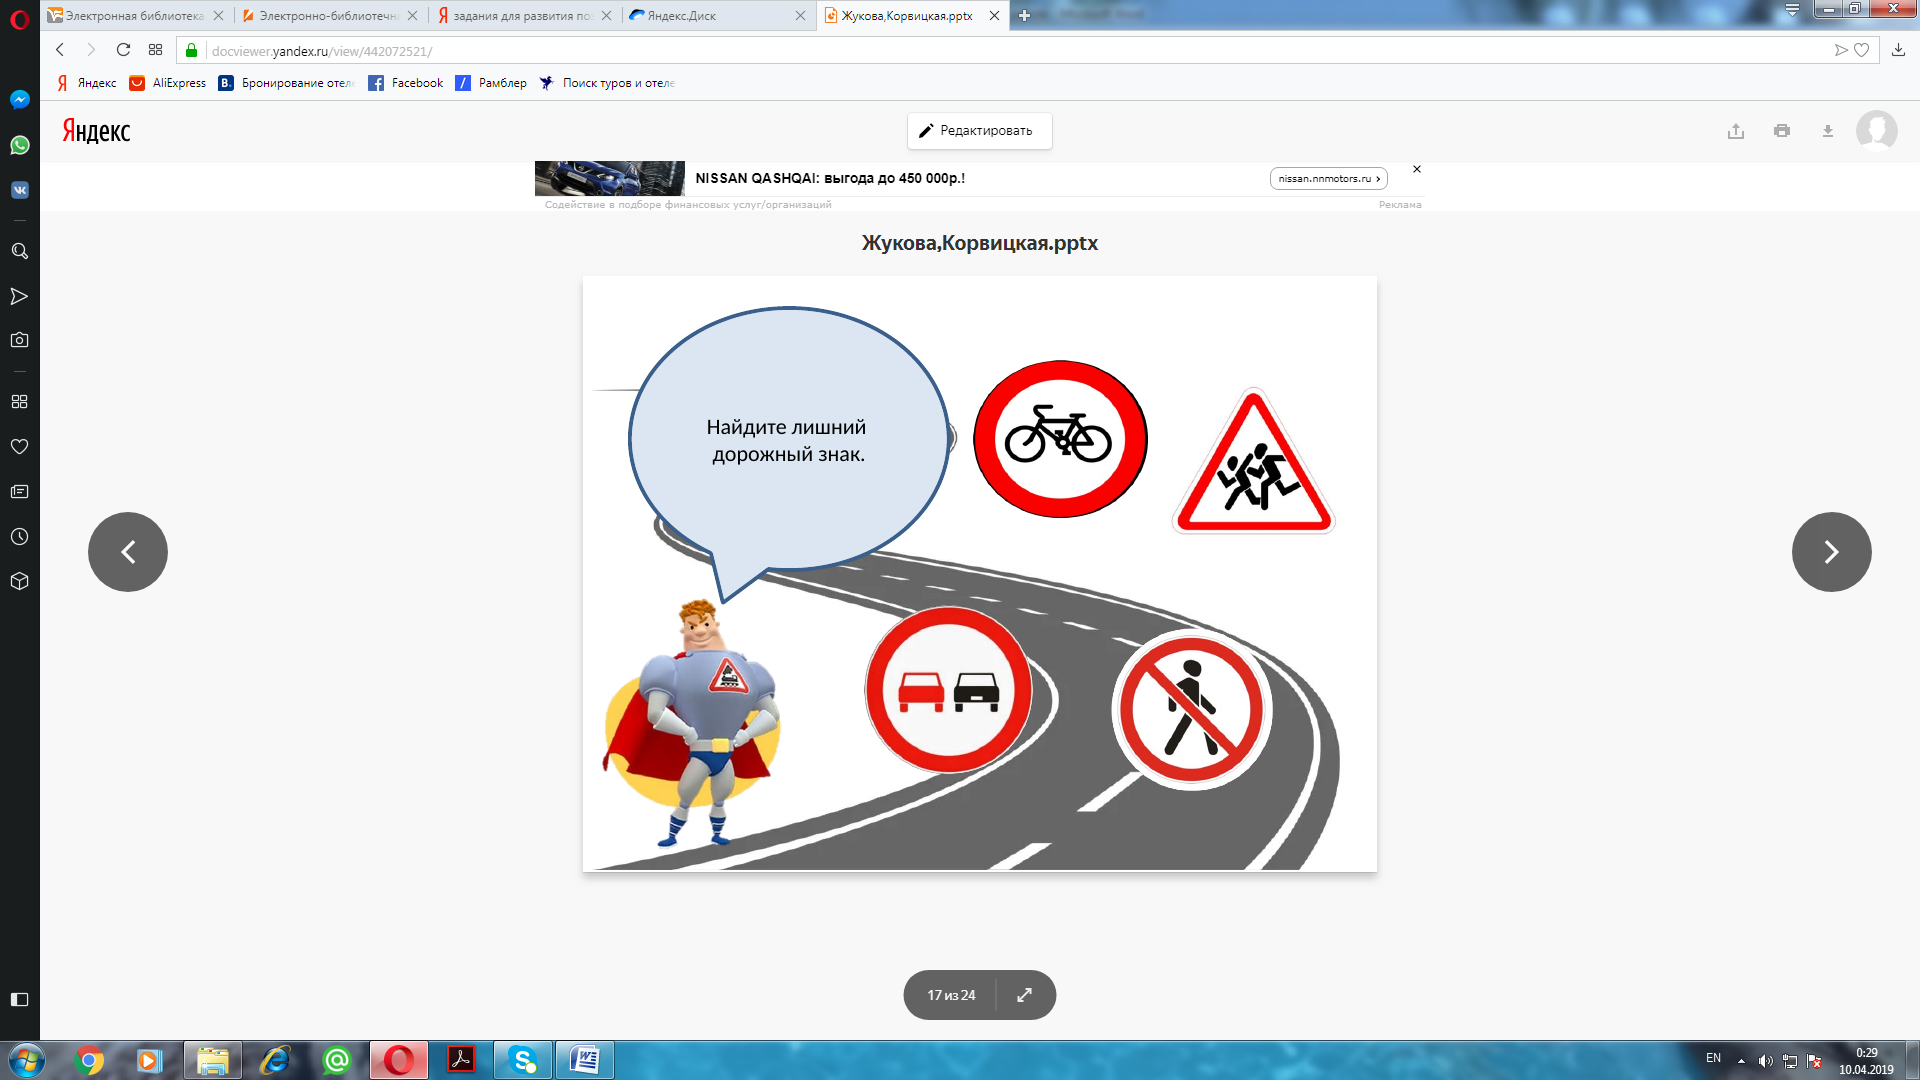 Электронная библиотека
Электронно-библиотечн
задания для развития поз
Яндекс.Диск
Жукова,Корвицкая.pptx
docviewer.yandex.ru/view/442072521/
Яндекс
AliExpress
B.
Бронирование отеле
Facebook
Рамблер
Поиск туров и отеле
Яндекс
Редактировать
NISSAN QASHQAI: выгода до 450 000р.!
nissan.nnmotors.ru
Содействие в подборе финансовых услуг/организаций
Реклама
Жукова,Корвицкая.pptx
Найдите лишний
дорожный знак.
17 из 24
EN
0:29
10.04.2019